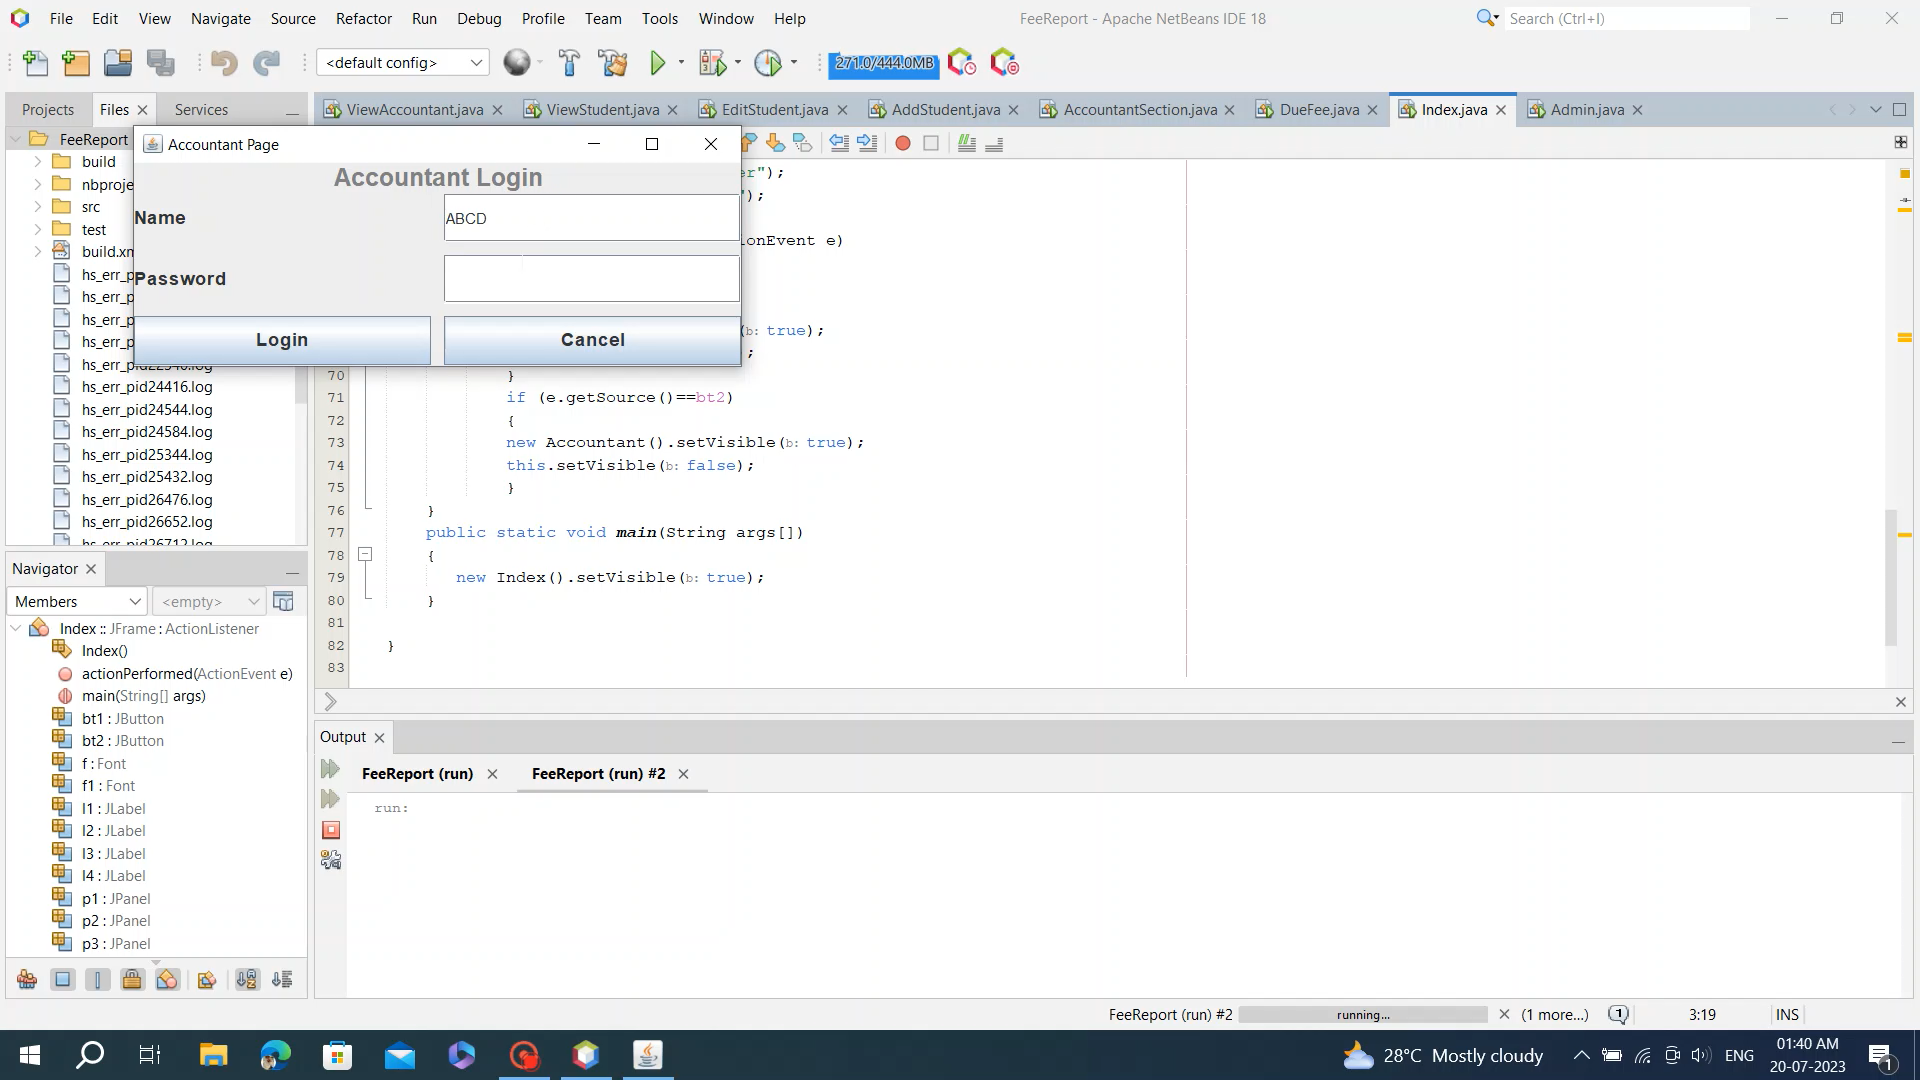 File Edit View Navigate Source Refactor Run Debug Profile Team Tools Window Help
FeeReport - Apache NetBeans IDE 18
Search (Ctrl+I)
<default config>
271.0/444.0MB
Projects Files Services
ViewAccountant.java ViewStudent.java EditStudent.java AddStudent.java AccountantSection.java DueFee.java Index.java Admin.java
FeeReport
build
nbproje
src
test
build.xm
hs_err_p
hs_err_p
hs_err_p
hs_err_p
hs_err_pid24416.log
hs_err_pid24544.log
hs_err_pid24584.log
hs_err_pid25344.log
hs_err_pid25432.log
hs_err_pid26476.log
hs_err_pid26652.log
hs_err_pid26712.log
Accountant Page
Accountant Login
Name
ABCD
Password
Login
Cancel
er");
");
ionEvent e)
(b: true);
;
70 }
71 if (e.getSource()==bt2)
72 {
73 new Accountant().setVisible(b: true);
74 this.setVisible(b: false);
75 }
76 }
77 public static void main(String args[])
78 {
79 new Index().setVisible(b: true);
80 }
81
82 }
83
Navigator
Members
<empty>
Index :: JFrame : ActionListener
Index()
actionPerformed(ActionEvent e)
main(String[] args)
bt1 : JButton
bt2 : JButton
f : Font
f1 : Font
l1 : JLabel
l2 : JLabel
l3 : JLabel
l4 : JLabel
p1 : JPanel
p2 : JPanel
p3 : JPanel
Output
FeeReport (run) FeeReport (run) #2
run:
FeeReport (run) #2 running... (1 more...) 1 3:19 INS
28°C Mostly cloudy
ENG
01:40 AM
20-07-2023
1